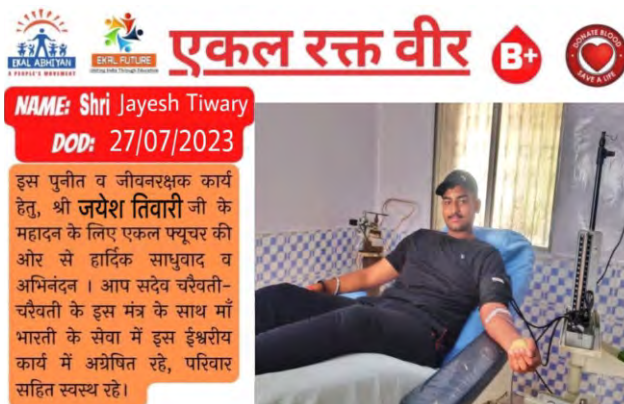 EKAL ABHIYAN
A PEOPLE'S MOVEMENT
EKAL FUTURE
एकल रक्त वीर
B+
DONATE BLOOD
SAVE A LIFE
NAME: Shri Jayesh Tiwary
DOD: 27/07/2023
इस पुनीत व जीवनरक्षक कार्य
हेतु, श्री जयेश तिवारी जी के
महादन के लिए एकल फ्यूचर की
ओर से हार्दिक साधुवाद व
अभिनंदन । आप सदैव चरैवती-
चरैवती के इस मंत्र के साथ माँ
भारती के सेवा में इस ईश्वरीय
कार्य में अग्रेषित रहे, परिवार
सहित स्वस्थ रहे।